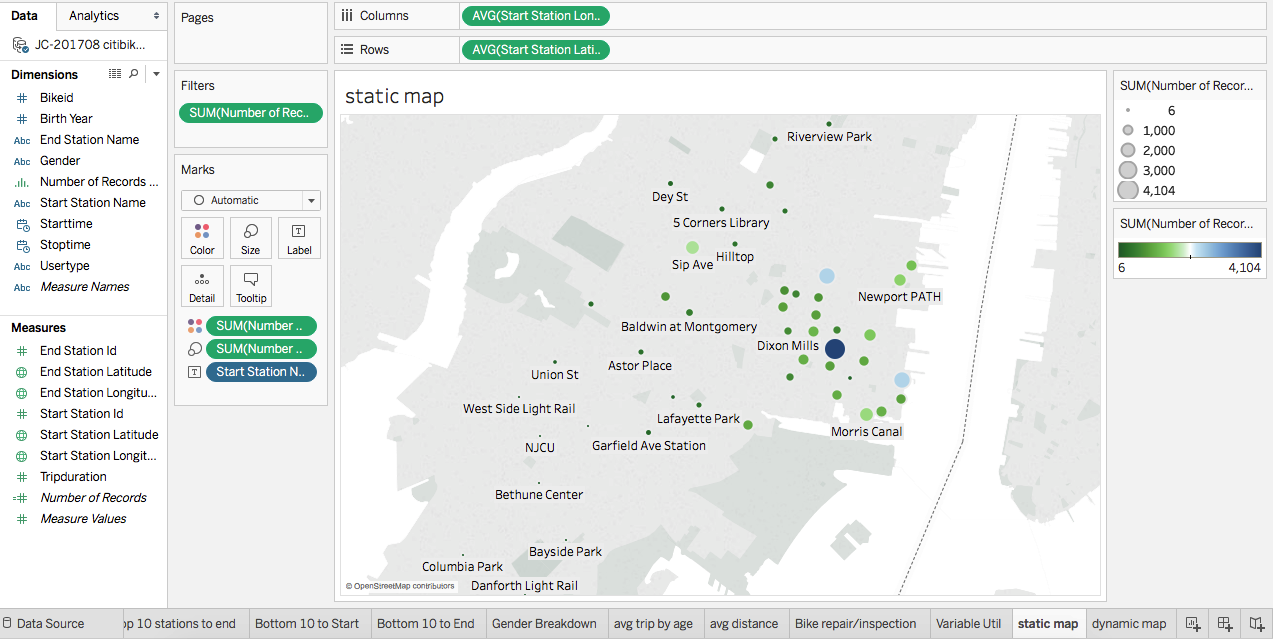 Data
Analytics
JC-201708 citibik...
Dimensions
Bikeid
Birth Year
Abc End Station Name
Abc Gender
Number of Records ...
Abc Start Station Name
Starttime
Stoptime
Abc Usertype
Abc Measure Names
Measures
End Station Id
End Station Latitude
End Station Longitu...
Start Station Id
Start Station Latitude
Start Station Longit...
Tripduration
Number of Records
Measure Values
Pages
Filters
SUM(Number of Rec..
Marks
Automatic
Color
Size
Label
Detail
Tooltip
SUM(Number ..
SUM(Number ..
Start Station N..
Columns
AVG(Start Station Lon..
Rows
AVG(Start Station Lati..
static map
Riverview Park
Dey St
5 Corners Library
Sip Ave
Hilltop
Newport PATH
Baldwin at Montgomery
Dixon Mills
Astor Place
Union St
West Side Light Rail
Lafayette Park
Morris Canal
NJCU
Garfield Ave Station
Bethune Center
Bayside Park
Columbia Park
Danforth Light Rail
© OpenStreetMap contributors
SUM(Number of Recor...
6
1,000
2,000
3,000
4,104
SUM(Number of Recor...
6 4,104
Data Source
op 10 stations to end
Bottom 10 to Start
Bottom 10 to End
Gender Breakdown
avg trip by age
avg distance
Bike repair/inspection
Variable Util
static map
dynamic map